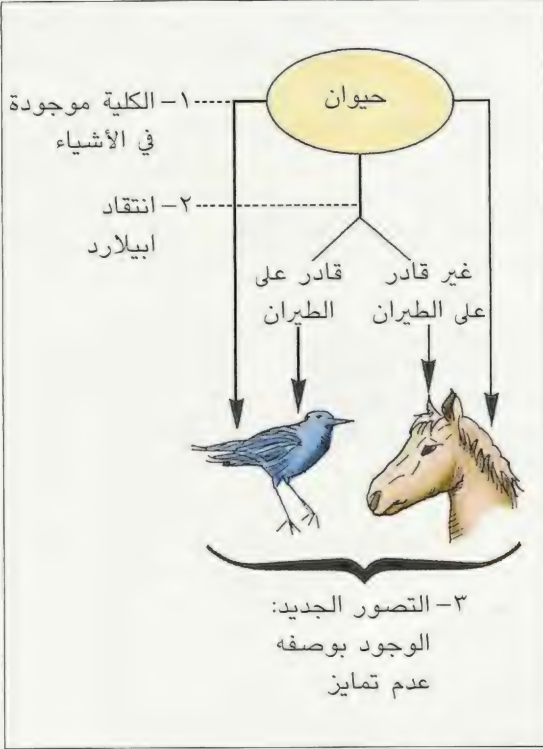 حيوان
١- الكلية موجودة
في الأشياء
٢- انتقاد
ابيلارد
غير قادر
على الطيران
قادر على
الطيران
٣- التصور الجديد:
الوجود بوصفه
عدم تمايز